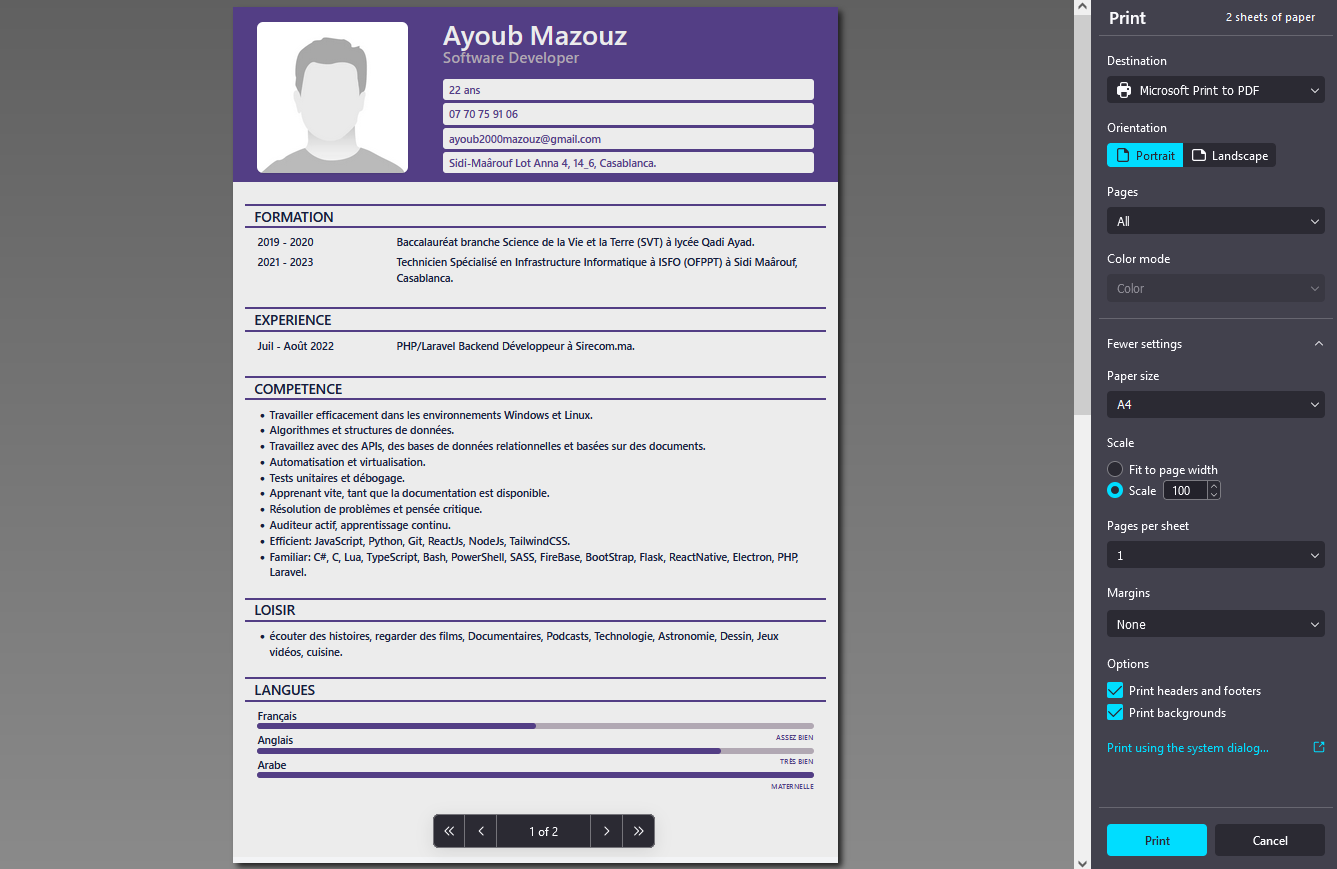 Ayoub Mazouz
Software Developer
22 ans
07 70 75 91 06
ayoub2000mazouz@gmail.com
Sidi-Maârouf Lot Anna 4, 14_6, Casablanca.
FORMATION
2019 - 2020 Baccalauréat branche Science de la Vie et la Terre (SVT) à lycée Qadi Ayad.
2021 - 2023 Technicien Spécialisé en Infrastructure Informatique à ISFO (OFPPT) à Sidi Maârouf,
Casablanca.
EXPERIENCE
Juil - Août 2022 PHP/Laravel Backend Développeur à Sirecom.ma.
COMPETENCE
• Travailler efficacement dans les environnements Windows et Linux.
• Algorithmes et structures de données.
• Travaillez avec des APIs, des bases de données relationnelles et basées sur des documents.
• Automatisation et virtualisation.
• Tests unitaires et débogage.
• Apprenant vite, tant que la documentation est disponible.
• Résolution de problèmes et pensée critique.
• Auditeur actif, apprentissage continu.
• Efficient: JavaScript, Python, Git, ReactJs, NodeJs, TailwindCSS.
• Familiar: C#, C, Lua, TypeScript, Bash, PowerShell, SASS, FireBase, BootStrap, Flask, ReactNative, Electron, PHP,
Laravel.
LOISIR
• écouter des histoires, regarder des films, Documentaires, Podcasts, Technologie, Astronomie, Dessin, Jeux
vidéos, cuisine.
LANGUES
Français
ASSEZ BIEN
Anglais
TRÈS BIEN
Arabe
MATERNELLE
1 of 2
Print 2 sheets of paper
Destination
Microsoft Print to PDF
Orientation
Portrait Landscape
Pages
All
Color mode
Color
Fewer settings
Paper size
A4
Scale
Fit to page width
Scale 100
Pages per sheet
1
Margins
None
Options
Print headers and footers
Print backgrounds
Print using the system dialog...
Print Cancel